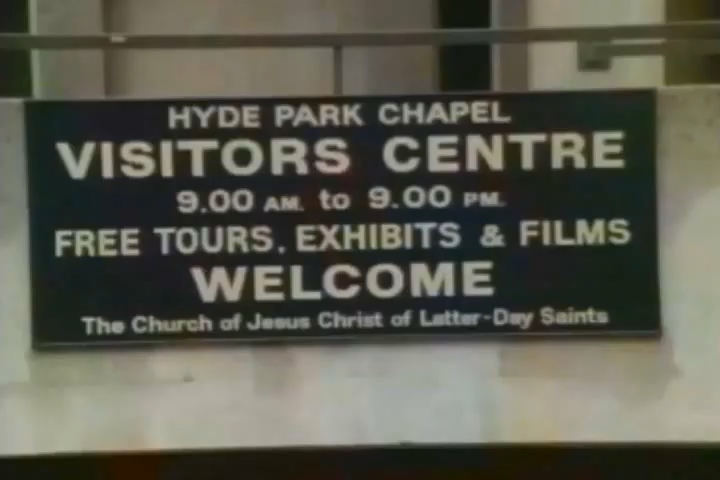 HYDE PARK CHAPEL
VISITORS CENTRE
9.00 AM. to 9.00 PM.
FREE TOURS, EXHIBITS & FILMS
WELCOME
The Church of Jesus Christ of Latter-Day Saints